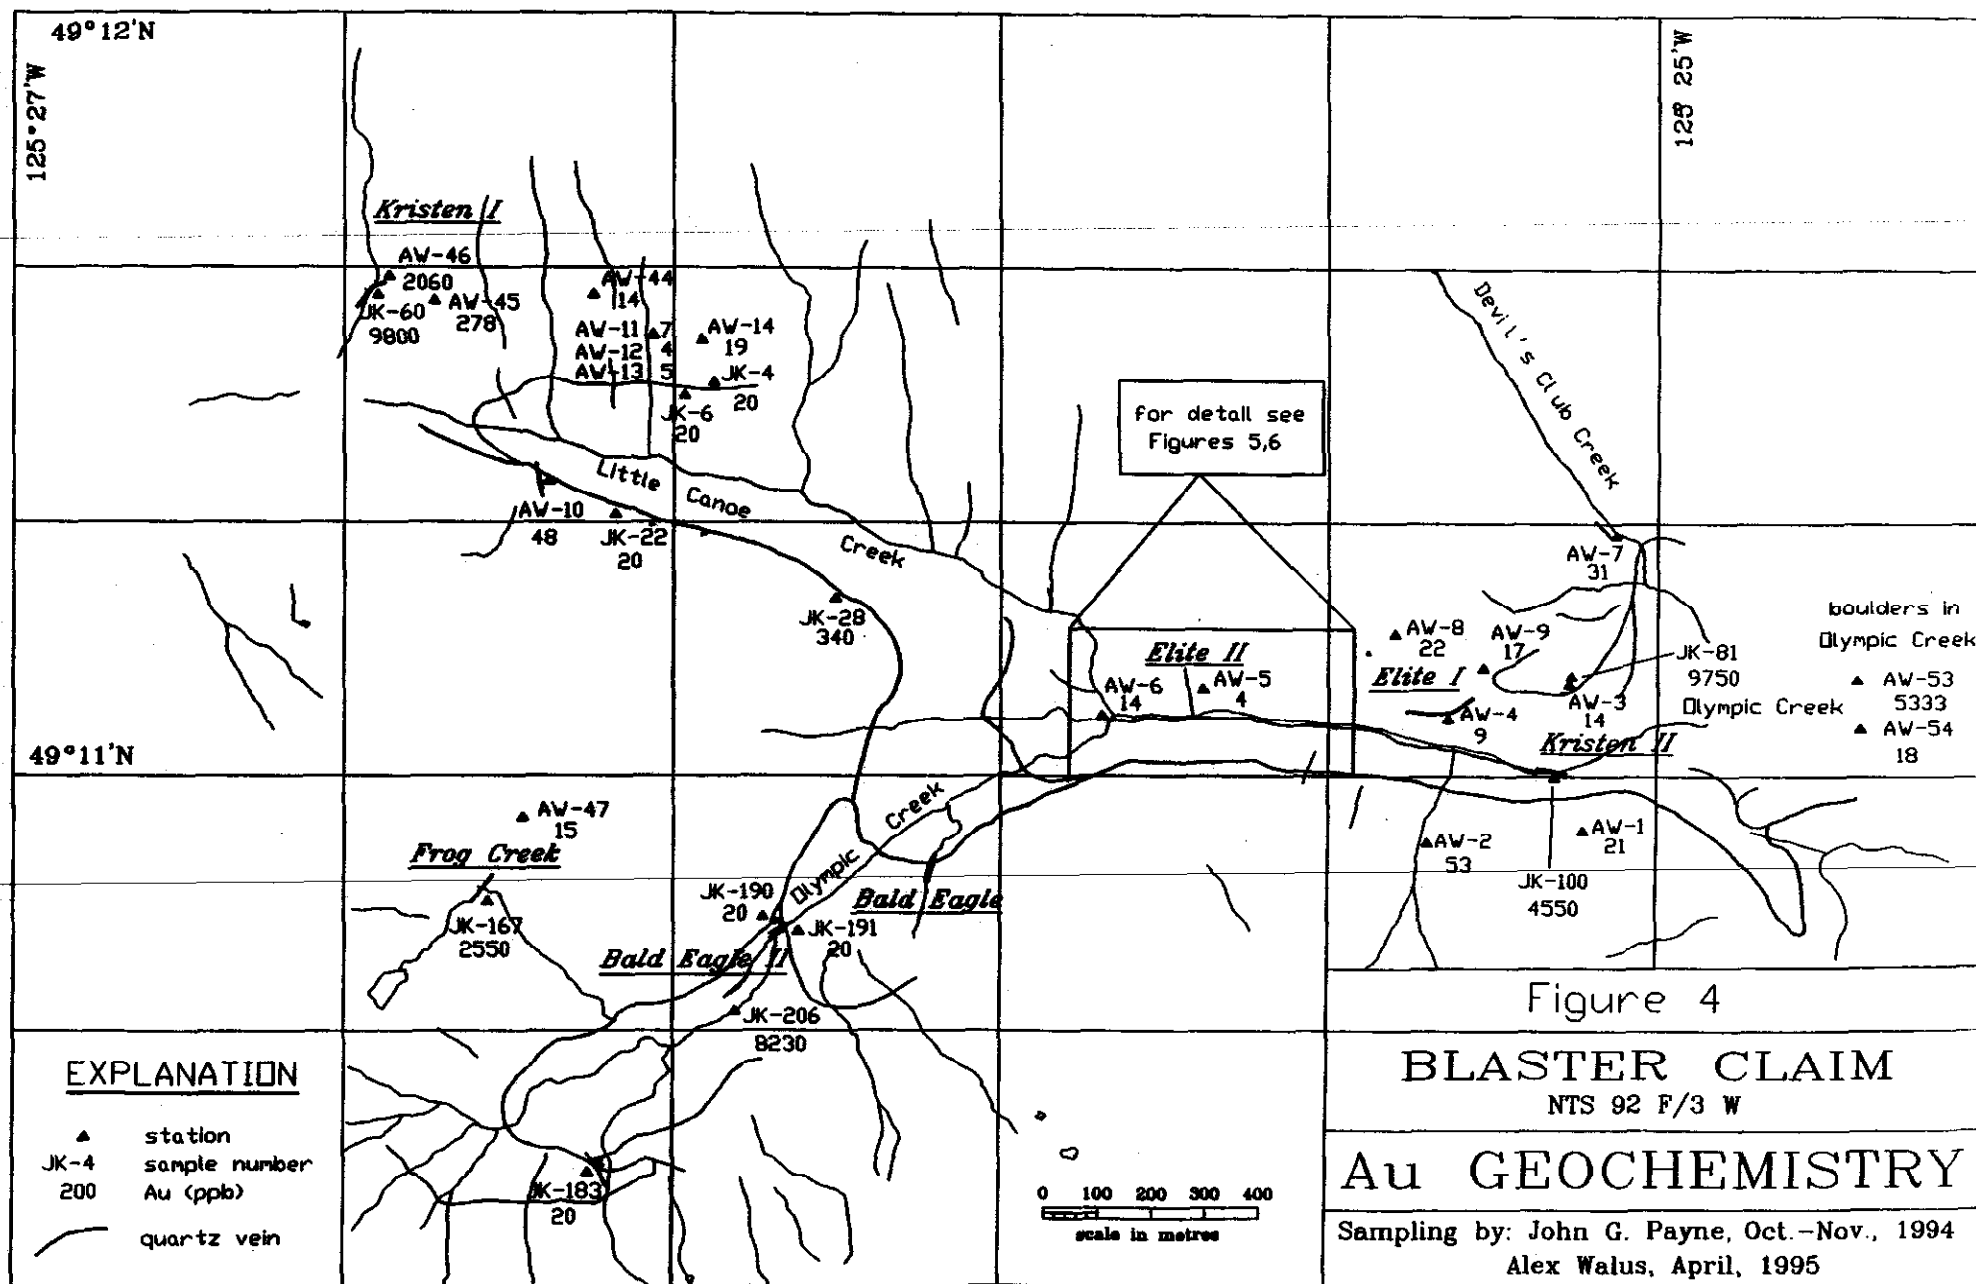 49°12'N
125°27'W
125° 25'W
Kristen I
AW-46
2060
JK-60
9800
AW-45
278
AW-44
14
AW-11 7
AW-12 4
AW-13 5
AW-14
19
JK-4
20
JK-6
20
Little Canoe Creek
AW-10
48
JK-22
20
JK-28
340
for detail see
Figures 5,6
Devil's Club Creek
AW-7
31
AW-8
22
AW-9
17
Elite II
AW-6
14
AW-5
4
Elite I
AW-4
9
AW-3
14
JK-81
9750
boulders in
Olympic Creek
AW-53
5333
AW-54
18
Olympic Creek
Kristen II
49°11'N
AW-47
15
Frog Creek
JK-167
2550
Olympic Creek
JK-190
20
JK-191
20
Bald Eagle
Bald Eagle II
JK-206
8230
AW-2
53
AW-1
21
JK-100
4550
JK-183
20
EXPLANATION
station
JK-4 sample number
200 Au (ppb)
quartz vein
0 100 200 300 400
scale in metres
Figure 4
BLASTER CLAIM
NTS 92 F/3 W
Au GEOCHEMISTRY
Sampling by: John G. Payne, Oct.-Nov., 1994
Alex Walus, April, 1995